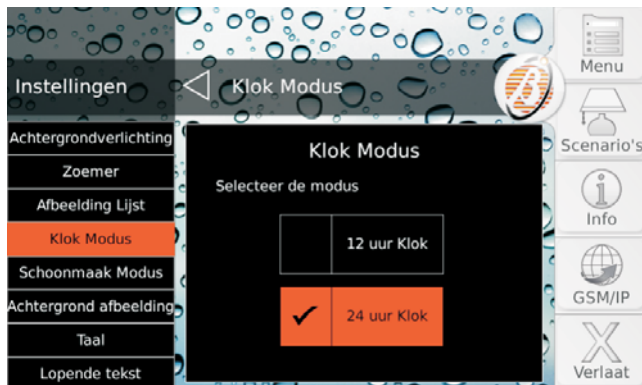 Instellingen
Klok Modus
Achtergrondverlichting
Zoemer
Afbeelding Lijst
Klok Modus
Schoonmaak Modus
Achtergrond afbeelding
Taal
Lopende tekst
Klok Modus
Selecteer de modus
12 uur Klok
24 uur Klok
Menu
Scenario's
Info
GSM/IP
Verlaat